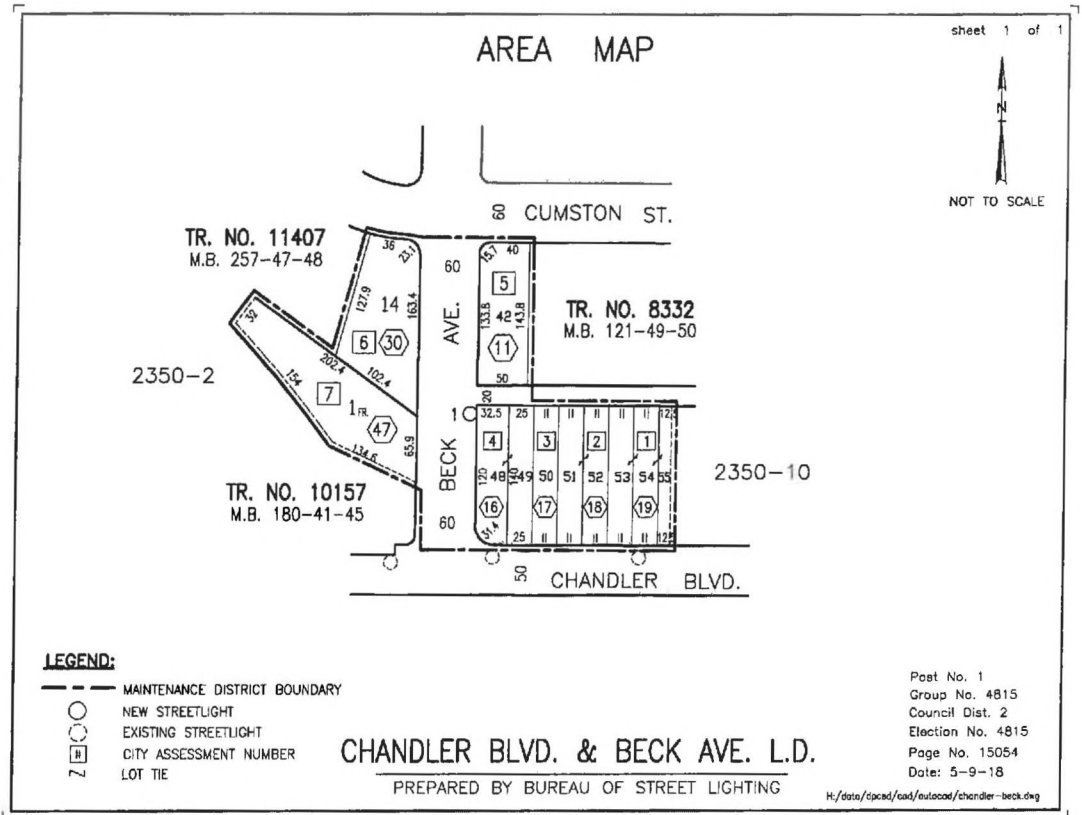 sheet 1 of 1
AREA MAP
N
NOT TO SCALE
60 CUMSTON ST.
TR. NO. 11407
M.B. 257-47-48
36
23.1
60
15.7 40
5
127.9
14
163.4
AVE.
133.8
42
143.8
TR. NO. 8332
M.B. 121-49-50
6 30
11
32
202.4
102.4
50
2350-2
154
7
1 FR.
47
20
1
32.5 25 " " " " " 12.5
4 3 2 1
65.9
134.6
BECK
120
48
140
49 50 51 52 53 54 55
2350-10
TR. NO. 10157
M.B. 180-41-45
16 17 18 19
60
31.4
25 " " " " " 12.5
50
CHANDLER BLVD.
LEGEND:
MAINTENANCE DISTRICT BOUNDARY
NEW STREETLIGHT
EXISTING STREETLIGHT
# CITY ASSESSMENT NUMBER
LOT TIE
CHANDLER BLVD. & BECK AVE. L.D.
PREPARED BY BUREAU OF STREET LIGHTING
Post No. 1
Group No. 4815
Council Dist. 2
Election No. 4815
Page No. 15054
Date: 5-9-18
H:/data/dpcad/cad/autocad/chandler-beck.dwg